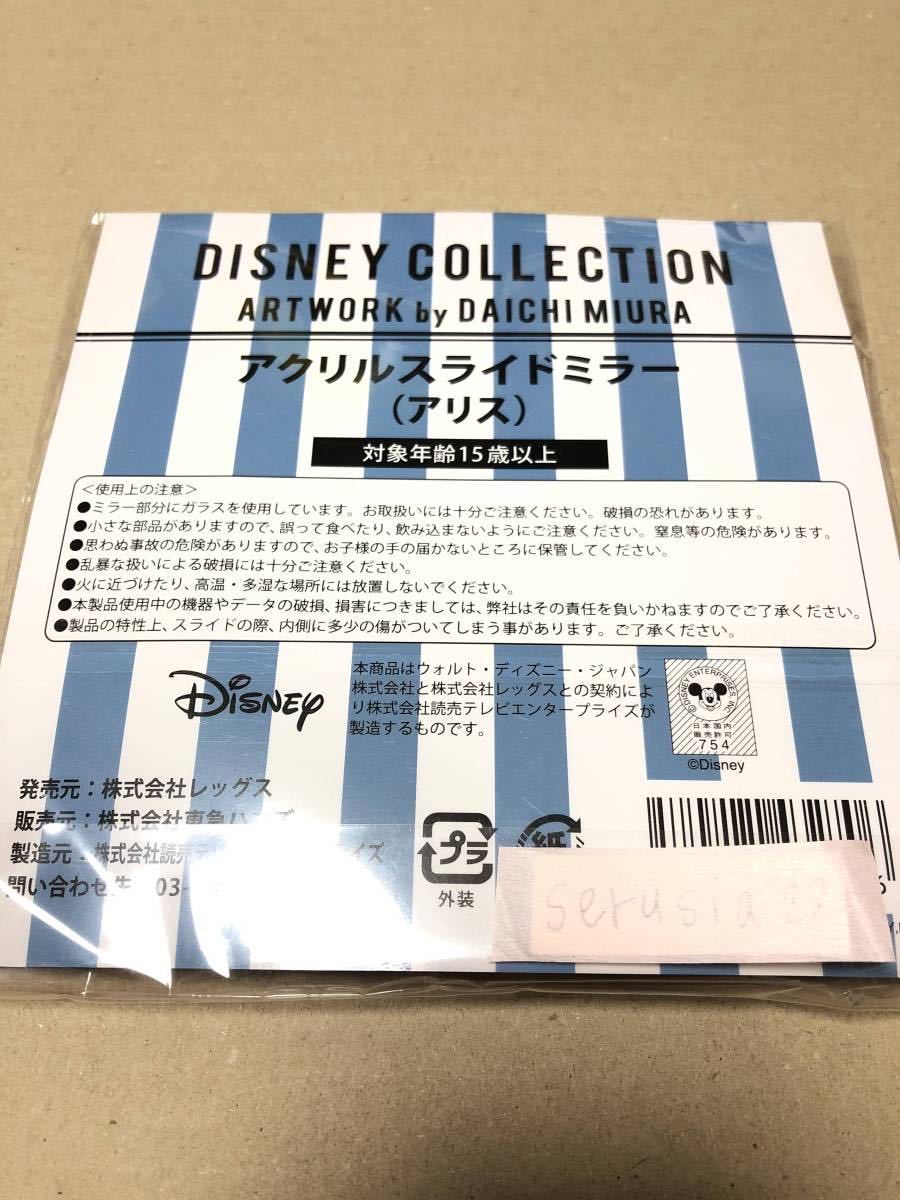 DISNEY COLLECTION
ARTWORK by DAICHI MIURA
アクリルスライドミラー
（アリス）
対象年齢15歳以上
＜使用上の注意＞
●ミラー部分にガラスを使用しています。お取扱いには十分ご注意ください。破損の恐れがあります。
●小さな部品がありますので、誤って食べたり、飲み込まないようにご注意ください。窒息等の危険があります。
●思わぬ事故の危険がありますので、お子様の手の届かないところに保管してください。
●乱暴な扱いによる破損には十分ご注意ください。
●火に近づけたり、高温・多湿な場所には放置しないでください。
●本製品使用中の機器やデータの破損、損害につきましては、弊社はその責任を負いかねますのでご了承ください。
●製品の特性上、スライドの際、内側に多少の傷がついてしまう事があります。ご了承ください。
Disney
本商品はウォルト・ディズニー・ジャパン
株式会社と株式会社レッグスとの契約によ
り株式会社読売テレビエンタープライズが
製造するものです。
©DISNEY ENTERPRISES, INC.
日本国内
販売許可
754
©Disney
発売元：株式会社レッグス
販売元：株式会社東急ハンズ
製造元：株式会社読売テレ イズ
問い合わせ先 03-
プラ
外装
紙
6
serusia